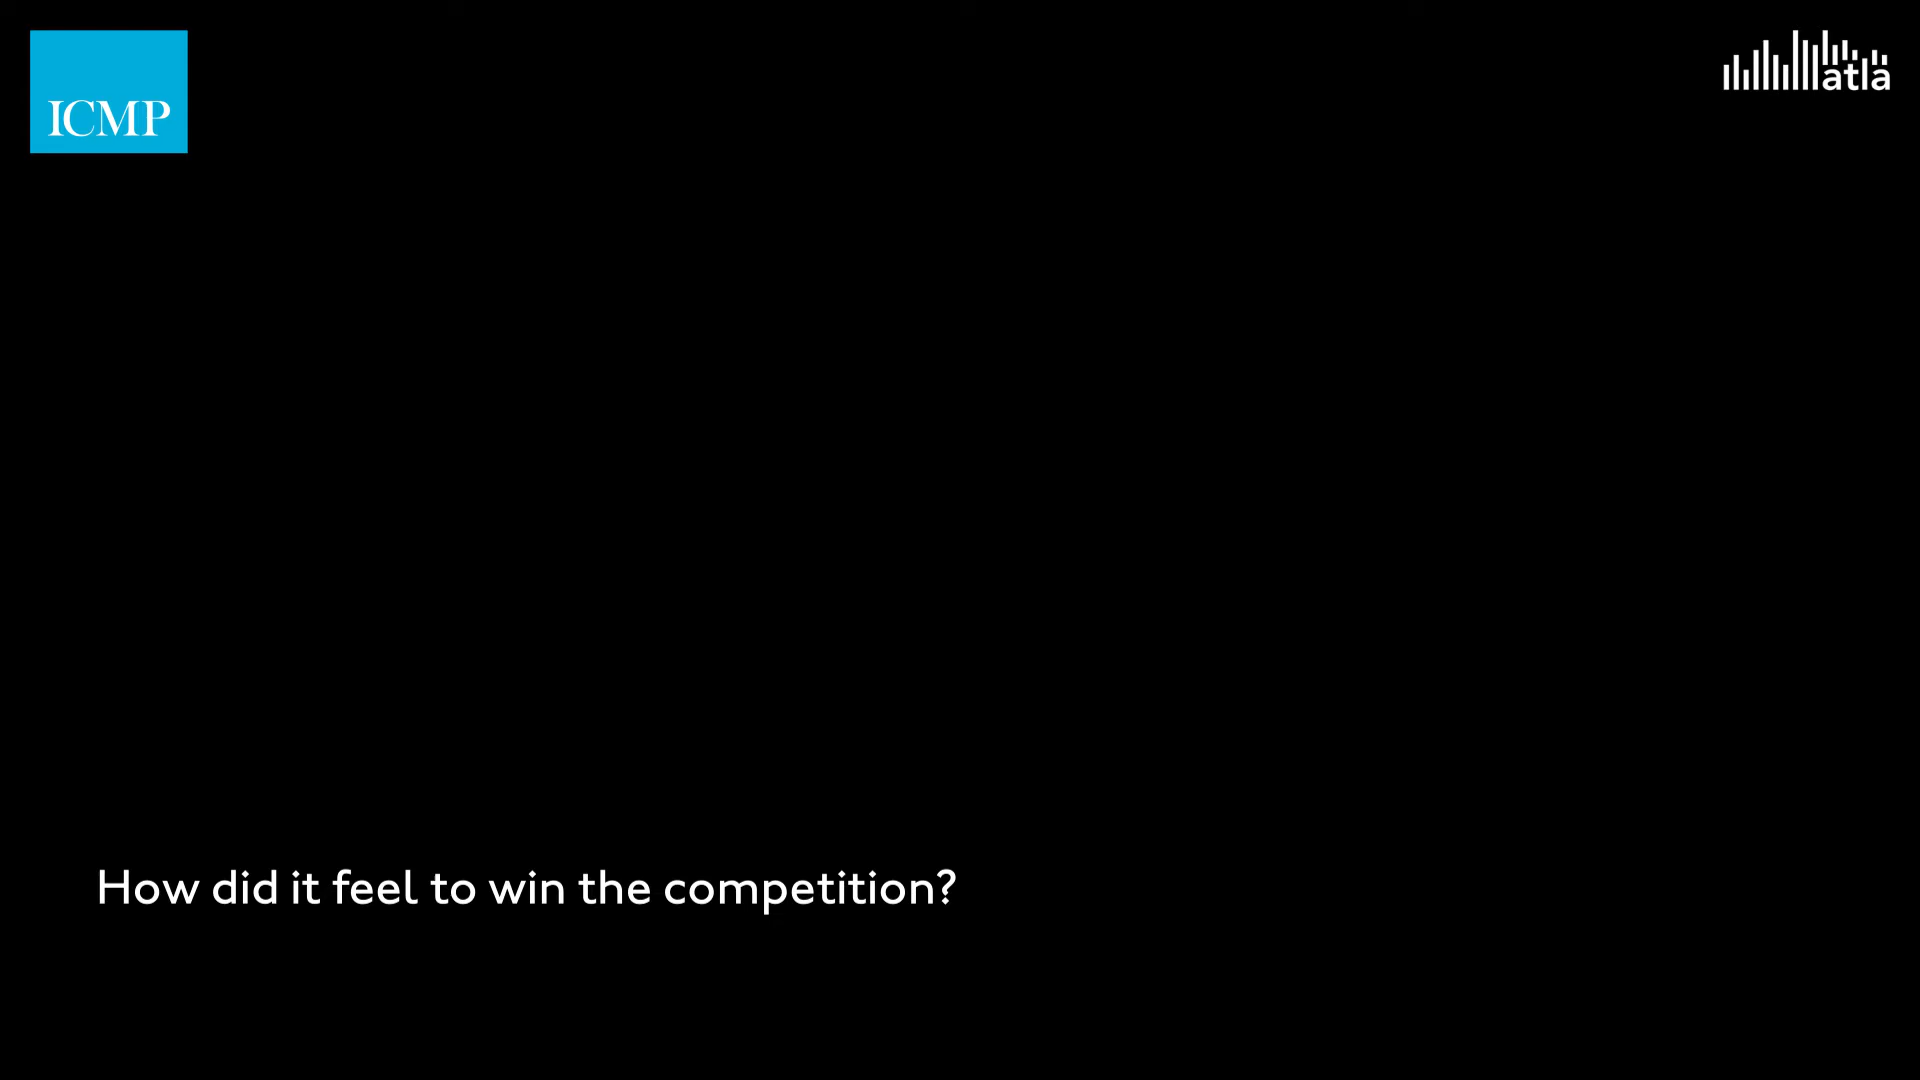 ICMP
atla
How did it feel to win the competition?